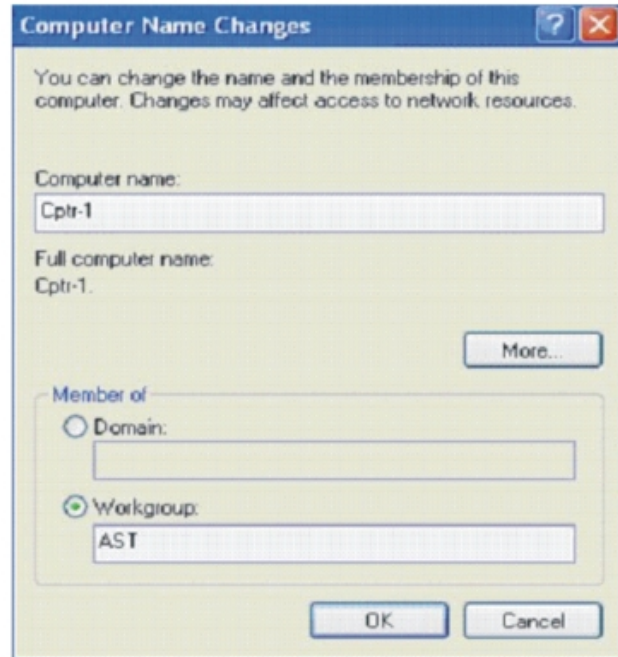 Computer Name Changes
You can change the name and the membership of this
computer. Changes may affect access to network resources.
Computer name:
Cptr-1
Full computer name:
Cptr-1.
More...
Member of
Domain:
Workgroup:
AST
OK
Cancel